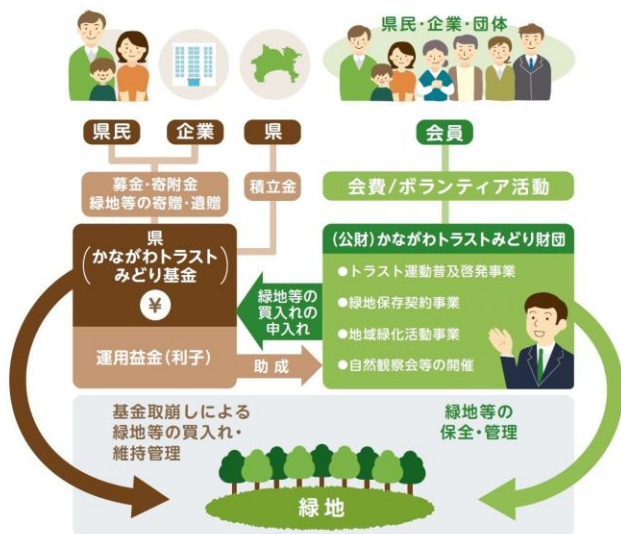 県民・企業・団体
県民
企業
県
会員
募金・寄附金
緑地等の寄贈・遺贈
積立金
会費/ボランティア活動
県
(かながわトラスト
みどり基金)
¥
運用益金(利子)
緑地等の
買入れの
申入れ
助成
(公財)かながわトラストみどり財団
●トラスト運動普及啓発事業
●緑地保存契約事業
●地域緑化活動事業
●自然観察会等の開催
基金取崩しによる
緑地等の買入れ・
維持管理
緑地等の
保全・管理
緑地